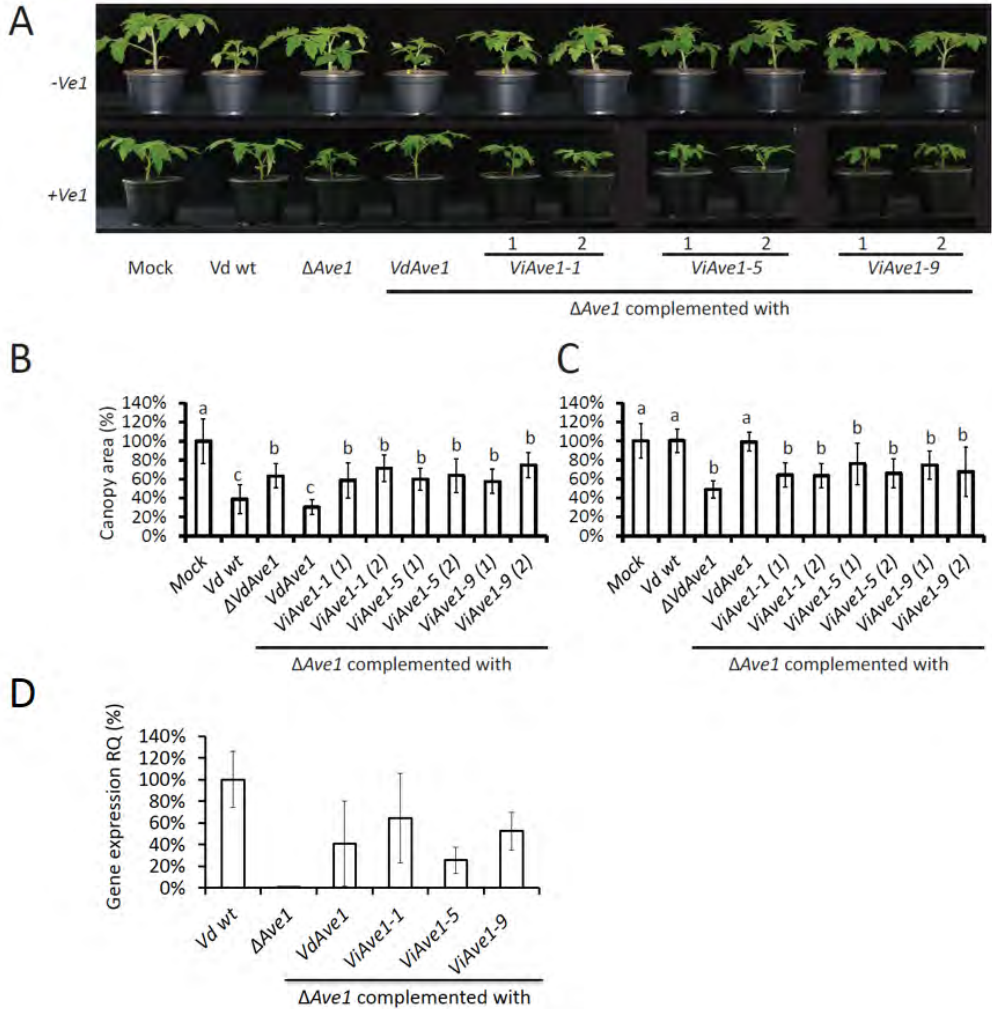 A
-Ve1
+Ve1
1 2 1 2 1 2
Mock Vd wt ΔAve1 VdAve1 ViAve1-1 ViAve1-5 ViAve1-9
ΔAve1 complemented with
B
Canopy area (%)
140%
120%
100%
80%
60%
40%
20%
0%
a c b c b b b b b b
Mock
Vd wt
ΔVdAve1
VdAve1
ViAve1-1 (1)
ViAve1-1 (2)
ViAve1-5 (1)
ViAve1-5 (2)
ViAve1-9 (1)
ViAve1-9 (2)
ΔAve1 complemented with
C
140%
120%
100%
80%
60%
40%
20%
0%
a a b a b b b b b b
Mock
Vd wt
ΔVdAve1
VdAve1
ViAve1-1 (1)
ViAve1-1 (2)
ViAve1-5 (1)
ViAve1-5 (2)
ViAve1-9 (1)
ViAve1-9 (2)
ΔAve1 complemented with
D
Gene expression RQ (%)
140%
120%
100%
80%
60%
40%
20%
0%
Vd wt
ΔAve1
VdAve1
ViAve1-1
ViAve1-5
ViAve1-9
ΔAve1 complemented with